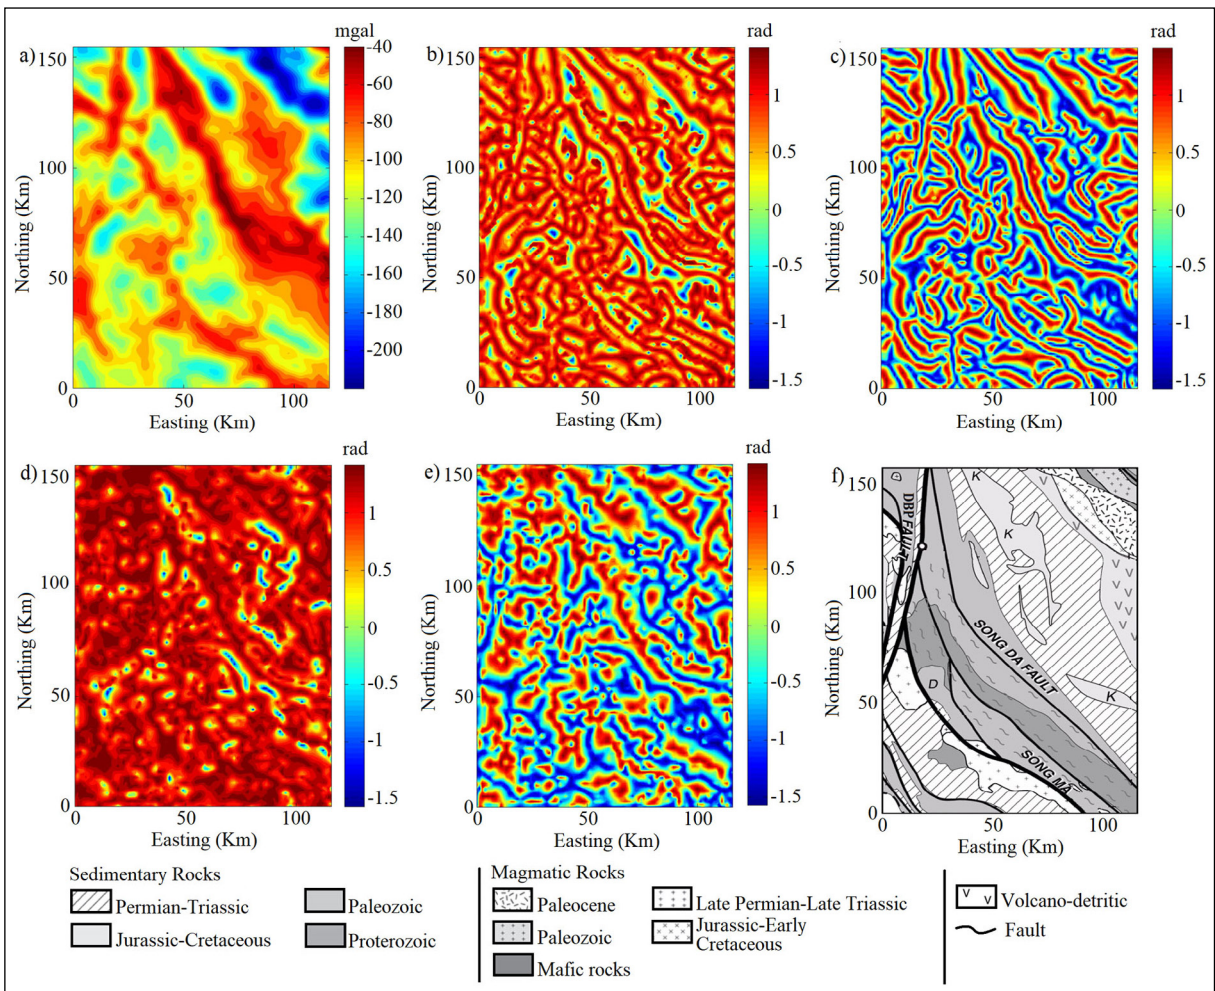 a)
mgal
-40
-60
-80
-100
-120
-140
-160
-180
-200
150
100
50
0
Northing (Km)
0 50 100
Easting (Km)
b)
rad
1
0.5
0
-0.5
-1
-1.5
150
100
50
0
Northing (Km)
0 50 100
Easting (Km)
c)
rad
1
0.5
0
-0.5
-1
-1.5
150
100
50
0
Northing (Km)
0 50 100
Easting (Km)
d)
rad
1
0.5
0
-0.5
-1
-1.5
150
100
50
0
Northing (Km)
0 50 100
Easting (Km)
e)
rad
1
0.5
0
-0.5
-1
-1.5
150
100
50
0
Northing (Km)
0 50 100
Easting (Km)
f)
150
100
50
0
Northing (Km)
0 50 100
Easting (Km)
DBP FAULT
K
K
SONG DA FAULT
D
K
SONG MA
Sedimentary Rocks
Permian-Triassic
Paleozoic
Jurassic-Cretaceous
Proterozoic
Magmatic Rocks
Paleocene
Late Permian-Late Triassic
Paleozoic
Jurassic-Early
Cretaceous
Mafic rocks
Volcano-detritic
Fault